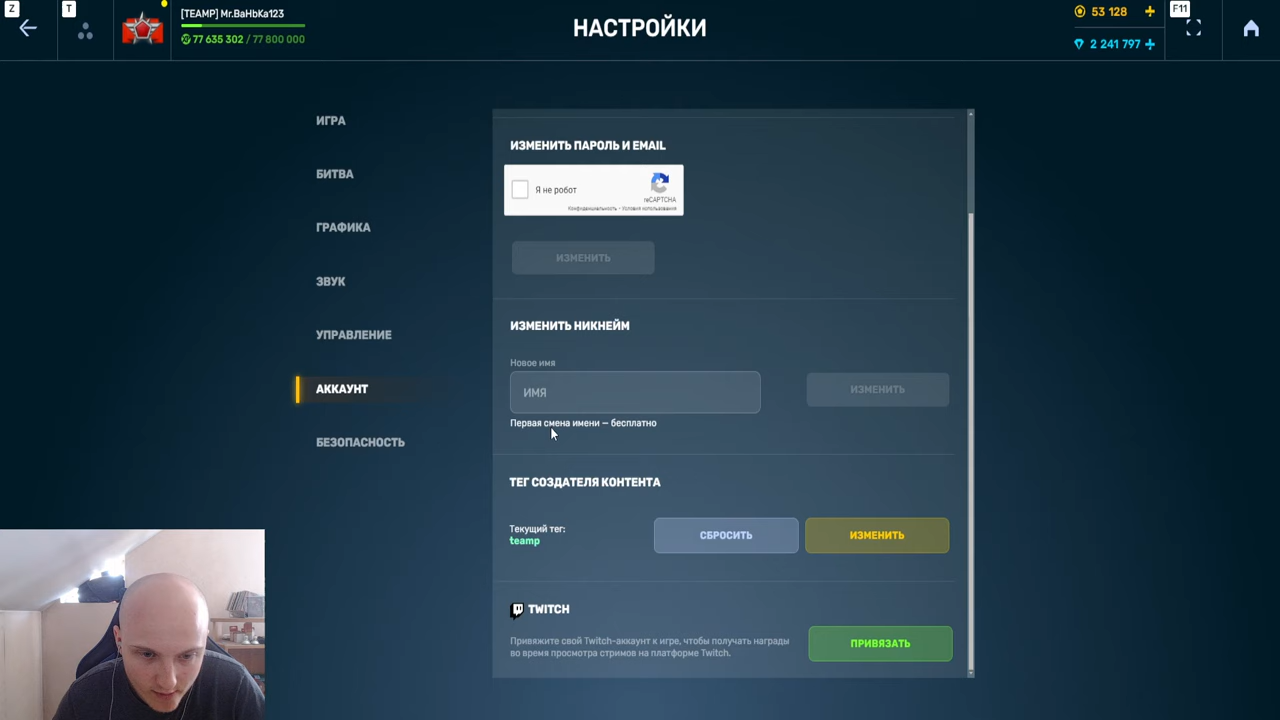 Z
T
[TEAMP] Mr.BaHbKa123
77 635 302 / 77 800 000
НАСТРОЙКИ
53 128 +
2 241 797 +
F11
ИГРА
БИТВА
ГРАФИКА
ЗВУК
УПРАВЛЕНИЕ
АККАУНТ
БЕЗОПАСНОСТЬ
ИЗМЕНИТЬ ПАРОЛЬ И EMAIL
Я не робот
reCAPTCHA
Конфиденциальность - Условия использования
ИЗМЕНИТЬ
ИЗМЕНИТЬ НИКНЕЙМ
Новое имя
ИМЯ
ИЗМЕНИТЬ
Первая смена имени — бесплатно
ТЕГ СОЗДАТЕЛЯ КОНТЕНТА
Текущий тег:
teamp
СБРОСИТЬ
ИЗМЕНИТЬ
TWITCH
Привяжите свой Twitch-аккаунт к игре, чтобы получать награды
во время просмотра стримов на платформе Twitch.
ПРИВЯЗАТЬ